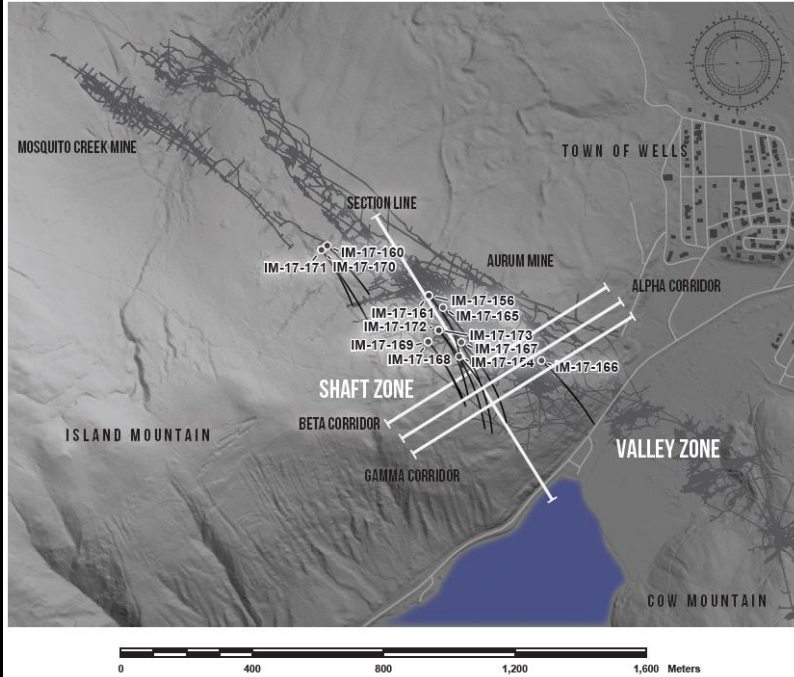 MOSQUITO CREEK MINE
TOWN OF WELLS
SECTION LINE
IM-17-160
IM-17-171
IM-17-170
AURUM MINE
ALPHA CORRIDOR
IM-17-156
IM-17-161
IM-17-165
IM-17-172
IM-17-173
IM-17-169
IM-17-167
IM-17-168
IM-17-154
IM-17-166
SHAFT ZONE
BETA CORRIDOR
ISLAND MOUNTAIN
VALLEY ZONE
GAMMA CORRIDOR
COW MOUNTAIN
0 400 800 1,200 1,600 Meters